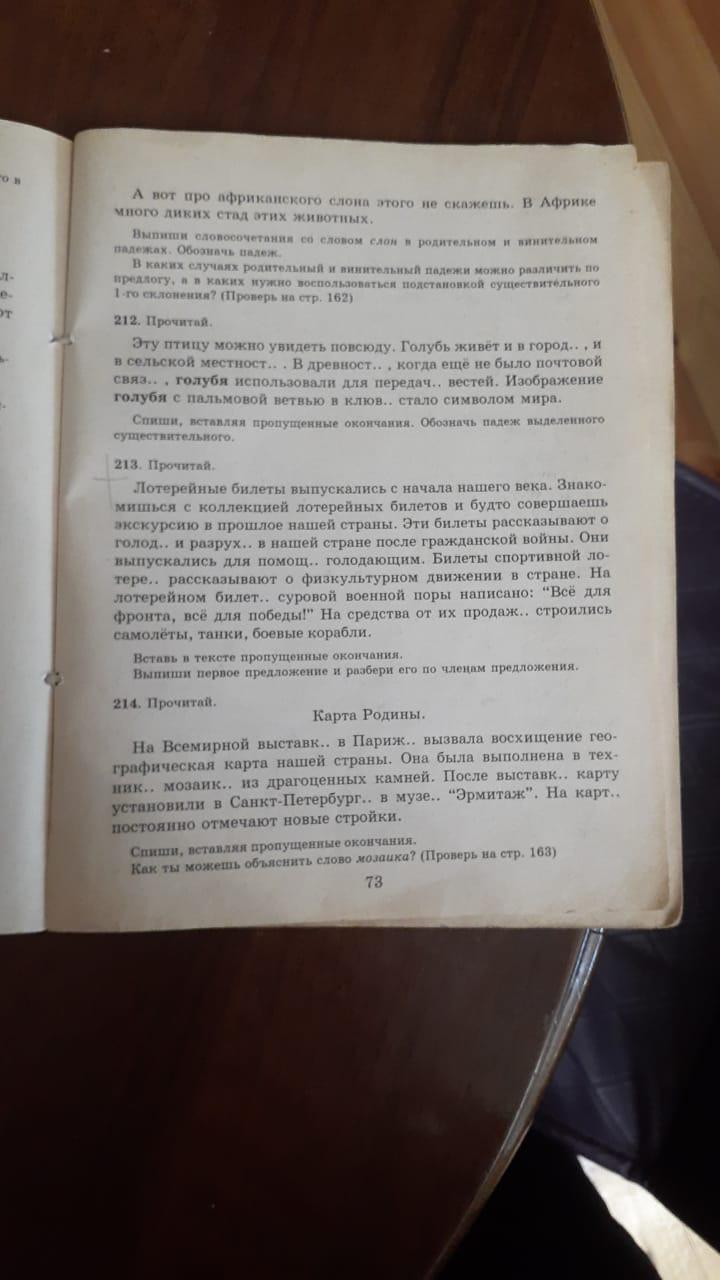 го в
л-
е-
от
ь-
А вот про африканского слона этого не скажешь. В Африке
много диких стад этих животных.
Выпиши словосочетания со словом слон в родительном и винительном
падежах. Обозначь падеж.
В каких случаях родительный и винительный падежи можно различить по
предлогу, а в каких нужно воспользоваться подстановкой существительного
1-го склонения? (Проверь на стр. 162)
212. Прочитай.
Эту птицу можно увидеть повсюду. Голубь живёт и в город.. , и
в сельской местност.. . В древност.. , когда ещё не было почтовой
связ.. , голубя использовали для передач.. вестей. Изображение
голубя с пальмовой ветвью в клюв.. стало символом мира.
Спиши, вставляя пропущенные окончания. Обозначь падеж выделенного
существительного.
213. Прочитай.
Лотерейные билеты выпускались с начала нашего века. Знако-
мишься с коллекцией лотерейных билетов и будто совершаешь
экскурсию в прошлое нашей страны. Эти билеты рассказывают о
голод.. и разрух.. в нашей стране после гражданской войны. Они
выпускались для помощ.. голодающим. Билеты спортивной ло-
тере.. рассказывают о физкультурном движении в стране. На
лотерейном билет.. суровой военной поры написано: “Всё для
фронта, всё для победы!” На средства от их продаж.. строились
самолёты, танки, боевые корабли.
Вставь в тексте пропущенные окончания.
Выпиши первое предложение и разбери его по членам предложения.
214. Прочитай.
Карта Родины.
На Всемирной выставк.. в Париж.. вызвала восхищение гео-
графическая карта нашей страны. Она была выполнена в тех-
ник.. мозаик.. из драгоценных камней. После выставк.. карту
установили в Санкт-Петербург.. в музе.. “Эрмитаж”. На карт..
постоянно отмечают новые стройки.
Спиши, вставляя пропущенные окончания.
Как ты можешь объяснить слово мозаика? (Проверь на стр. 163)
73